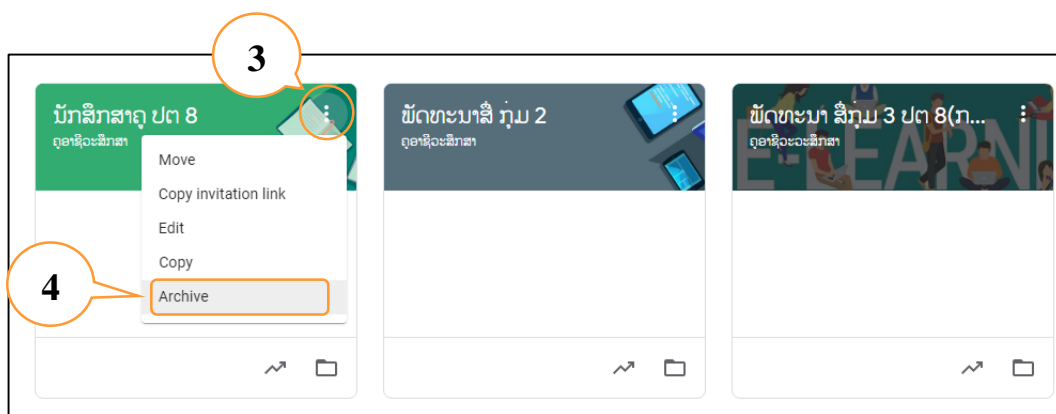 3
ນັກສຶກສາຄູ ປຕ 8
ຄູອາຊີວະສຶກສາ
Move
Copy invitation link
Edit
Copy
4
Archive
ພັດທະນາສື່ ກຸ່ມ 2
ຄູອາຊີວະສຶກສາ
ພັດທະນາ ສື່ກຸ່ມ 3 ປຕ 8(ກ...
ຄູອາຊີວະວະສຶກສາ
E-LEARNI